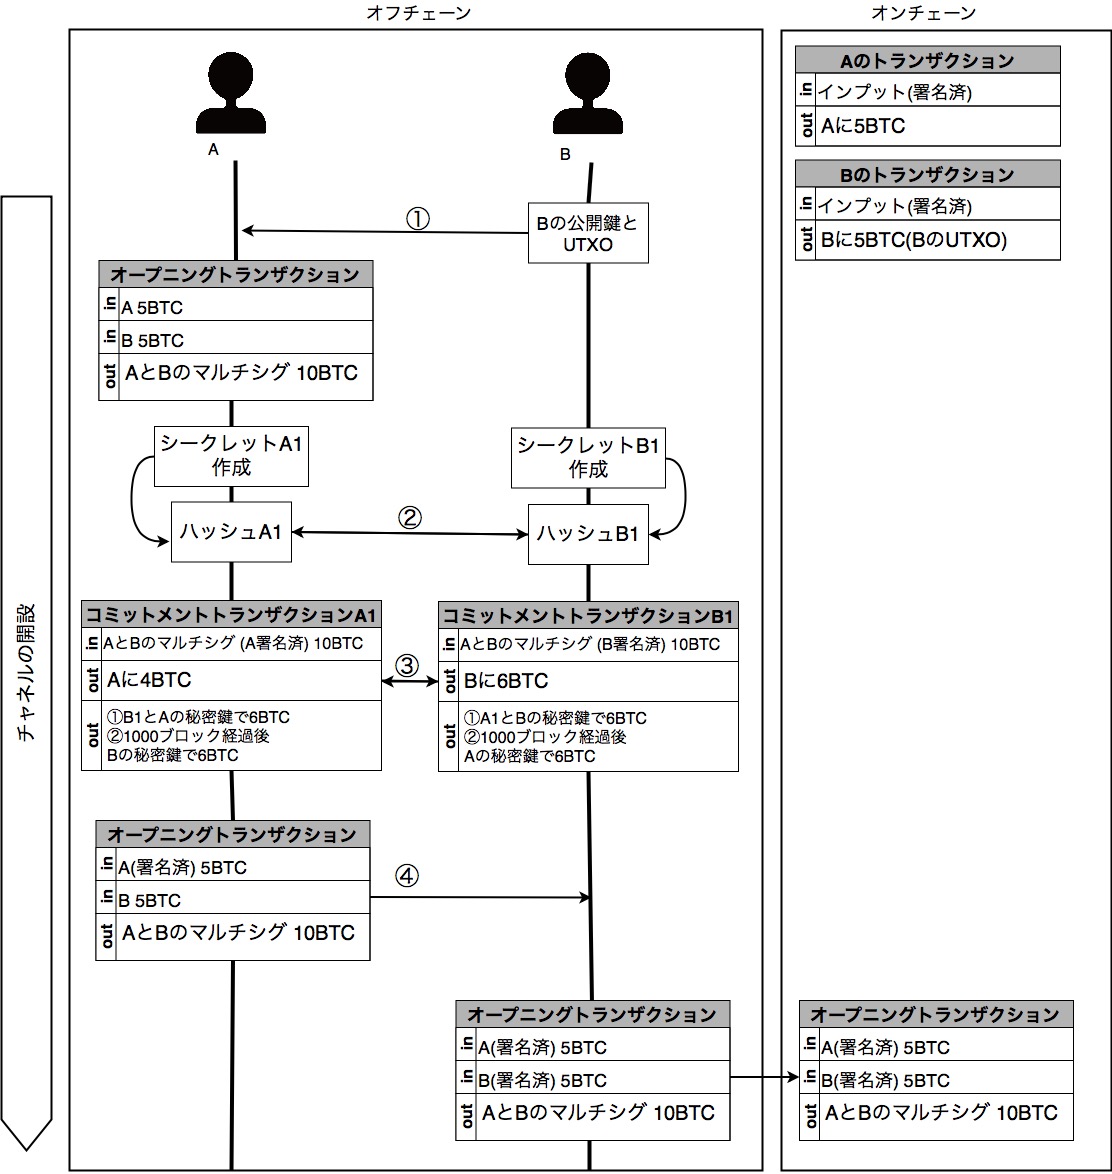 オフチェーン
オンチェーン
A
B
Aのトランザクション
in インプット(署名済)
out Aに5BTC
Bのトランザクション
in インプット(署名済)
out Bに5BTC(BのUTXO)
チャネルの開設
①
Bの公開鍵と
UTXO
オープニングトランザクション
in A 5BTC
in B 5BTC
out AとBのマルチシグ 10BTC
シークレットA1
作成
シークレットB1
作成
ハッシュA1
②
ハッシュB1
コミットメントトランザクションA1
in AとBのマルチシグ (A署名済) 10BTC
out Aに4BTC
out ①B1とAの秘密鍵で6BTC
②1000ブロック経過後
Bの秘密鍵で6BTC
③
コミットメントトランザクションB1
in AとBのマルチシグ (B署名済) 10BTC
out Bに6BTC
out ①A1とBの秘密鍵で6BTC
②1000ブロック経過後
Aの秘密鍵で6BTC
オープニングトランザクション
in A(署名済) 5BTC
in B 5BTC
out AとBのマルチシグ 10BTC
④
オープニングトランザクション
in A(署名済) 5BTC
in B(署名済) 5BTC
out AとBのマルチシグ 10BTC
オープニングトランザクション
in A(署名済) 5BTC
in B(署名済) 5BTC
out AとBのマルチシグ 10BTC